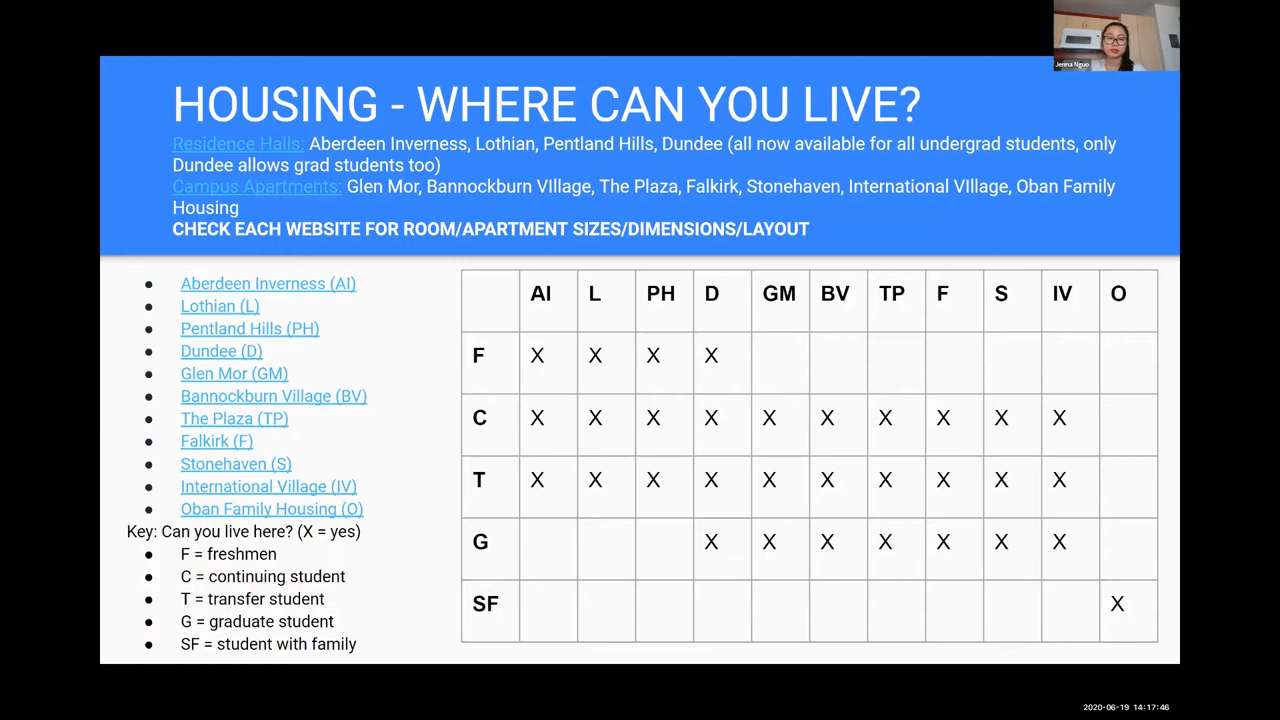 Jenna Nguo
HOUSING - WHERE CAN YOU LIVE?
Residence Halls: Aberdeen Inverness, Lothian, Pentland Hills, Dundee (all now available for all undergrad students, only
Dundee allows grad students too)
Campus Apartments: Glen Mor, Bannockburn VIllage, The Plaza, Falkirk, Stonehaven, International VIllage, Oban Family
Housing
CHECK EACH WEBSITE FOR ROOM/APARTMENT SIZES/DIMENSIONS/LAYOUT
● Aberdeen Inverness (AI)
● Lothian (L)
● Pentland Hills (PH)
● Dundee (D)
● Glen Mor (GM)
● Bannockburn Village (BV)
● The Plaza (TP)
● Falkirk (F)
● Stonehaven (S)
● International Village (IV)
● Oban Family Housing (O)
Key: Can you live here? (X = yes)
● F = freshmen
● C = continuing student
● T = transfer student
● G = graduate student
● SF = student with family
AI L PH D GM BV TP F S IV O
F X X X X
C X X X X X X X X X X
T X X X X X X X X X X
G X X X X X X X
SF X
2020-06-19 14:17:46